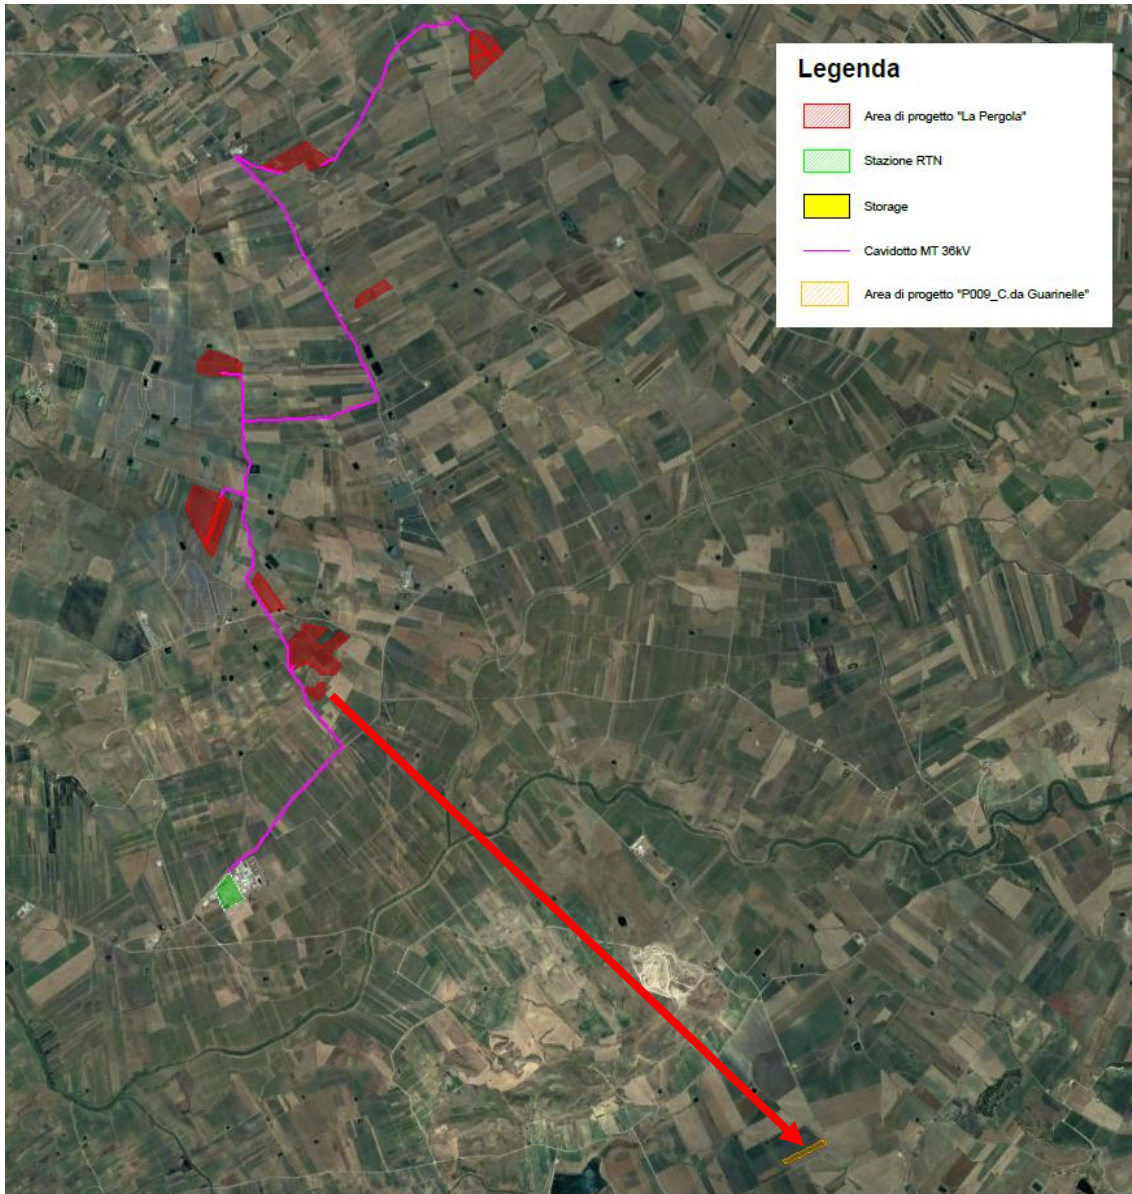 Legenda
Area di progetto "La Pergola"
Stazione RTN
Storage
Cavidotto MT 36kV
Area di progetto "P009_C.da Guarinelle"